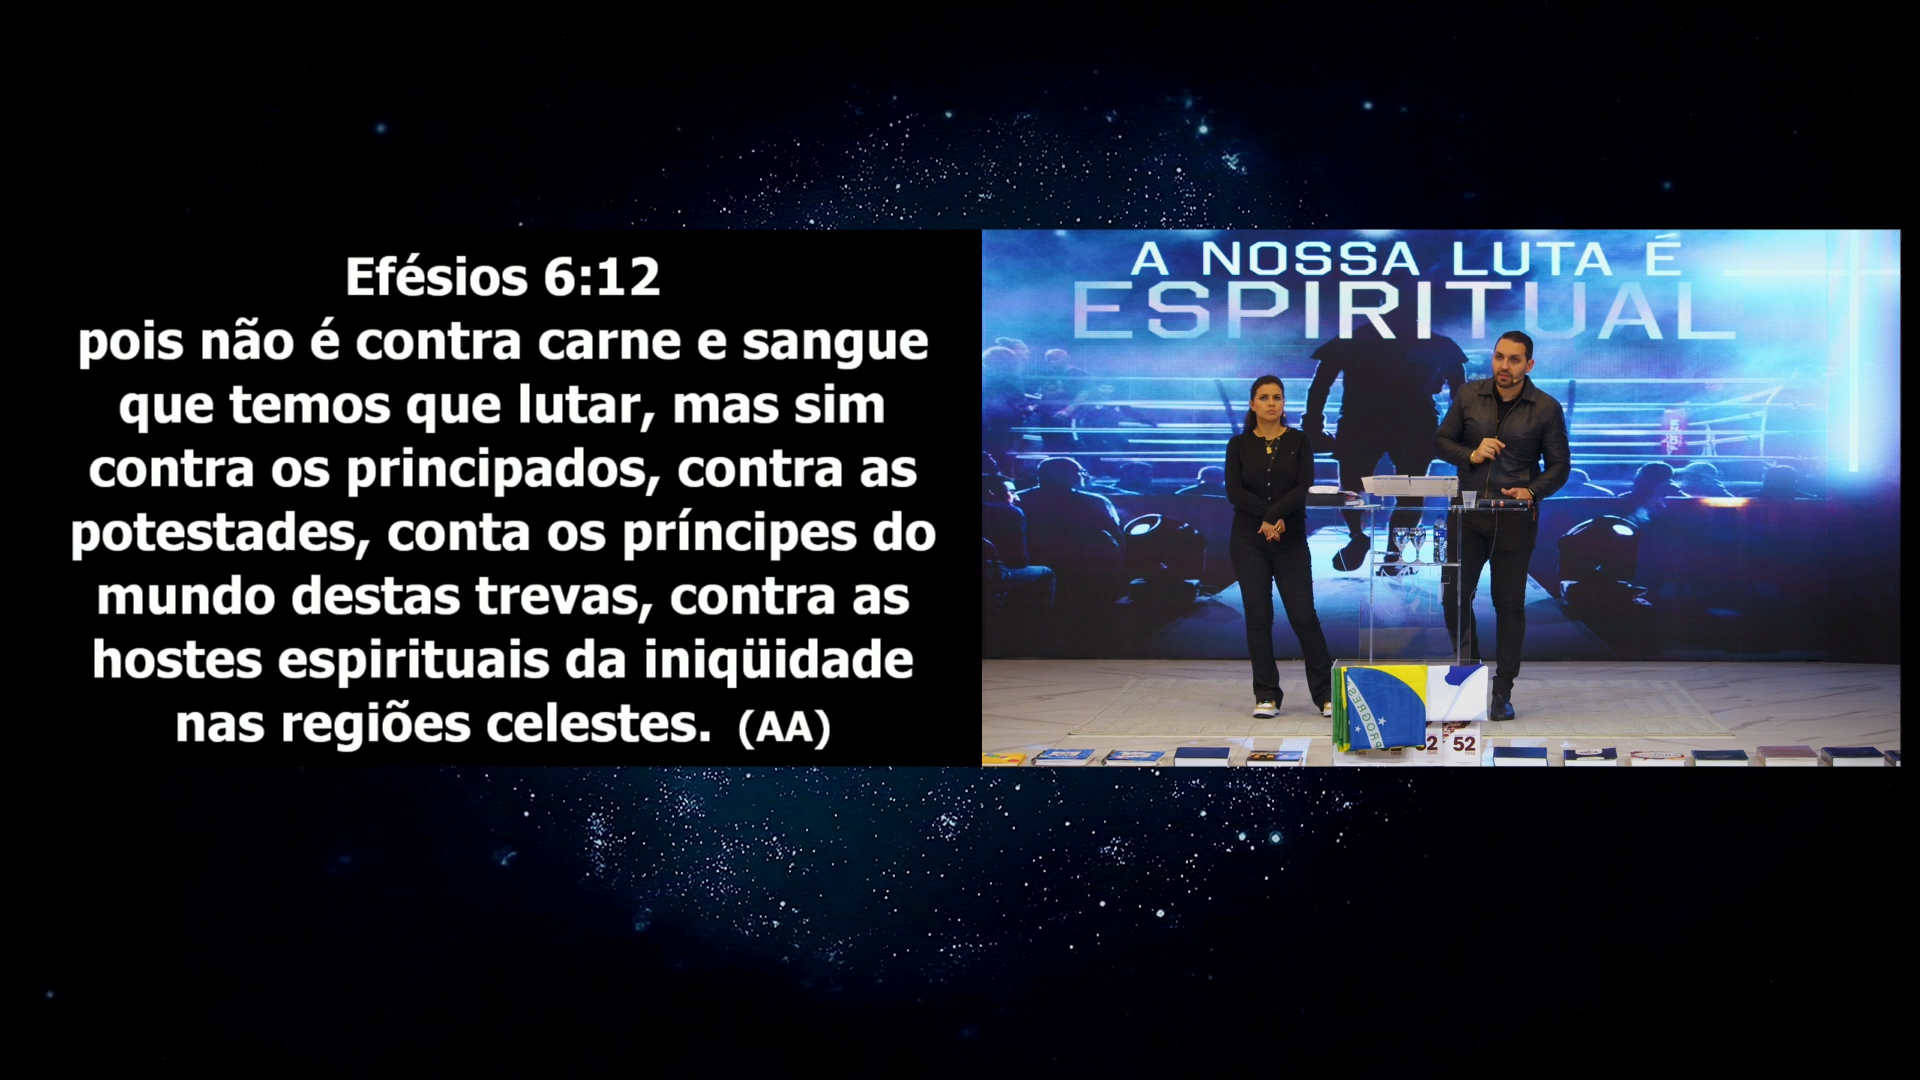 Efésios 6:12
pois não é contra carne e sangue
que temos que lutar, mas sim
contra os principados, contra as
potestades, conta os príncipes do
mundo destas trevas, contra as
hostes espirituais da iniqüidade
nas regiões celestes. (AA)
A NOSSA LUTA É
ESPIRITUAL
PROGRES
52
52